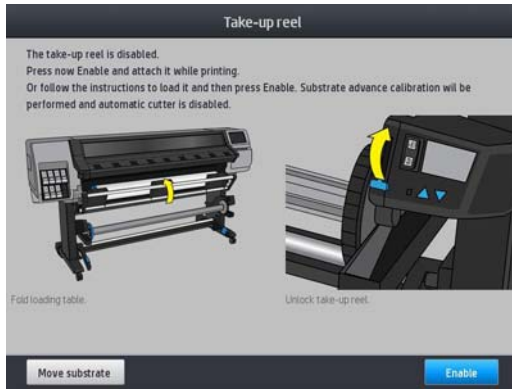 Take-up reel
The take-up reel is disabled.
Press now Enable and attach it while printing.
Or follow the instructions to load it and then press Enable. Substrate advance calibration wil be
performed and automatic cutter is disabled.
Fold loading table.
Unlock take-up reel.
Move substrate
Enable